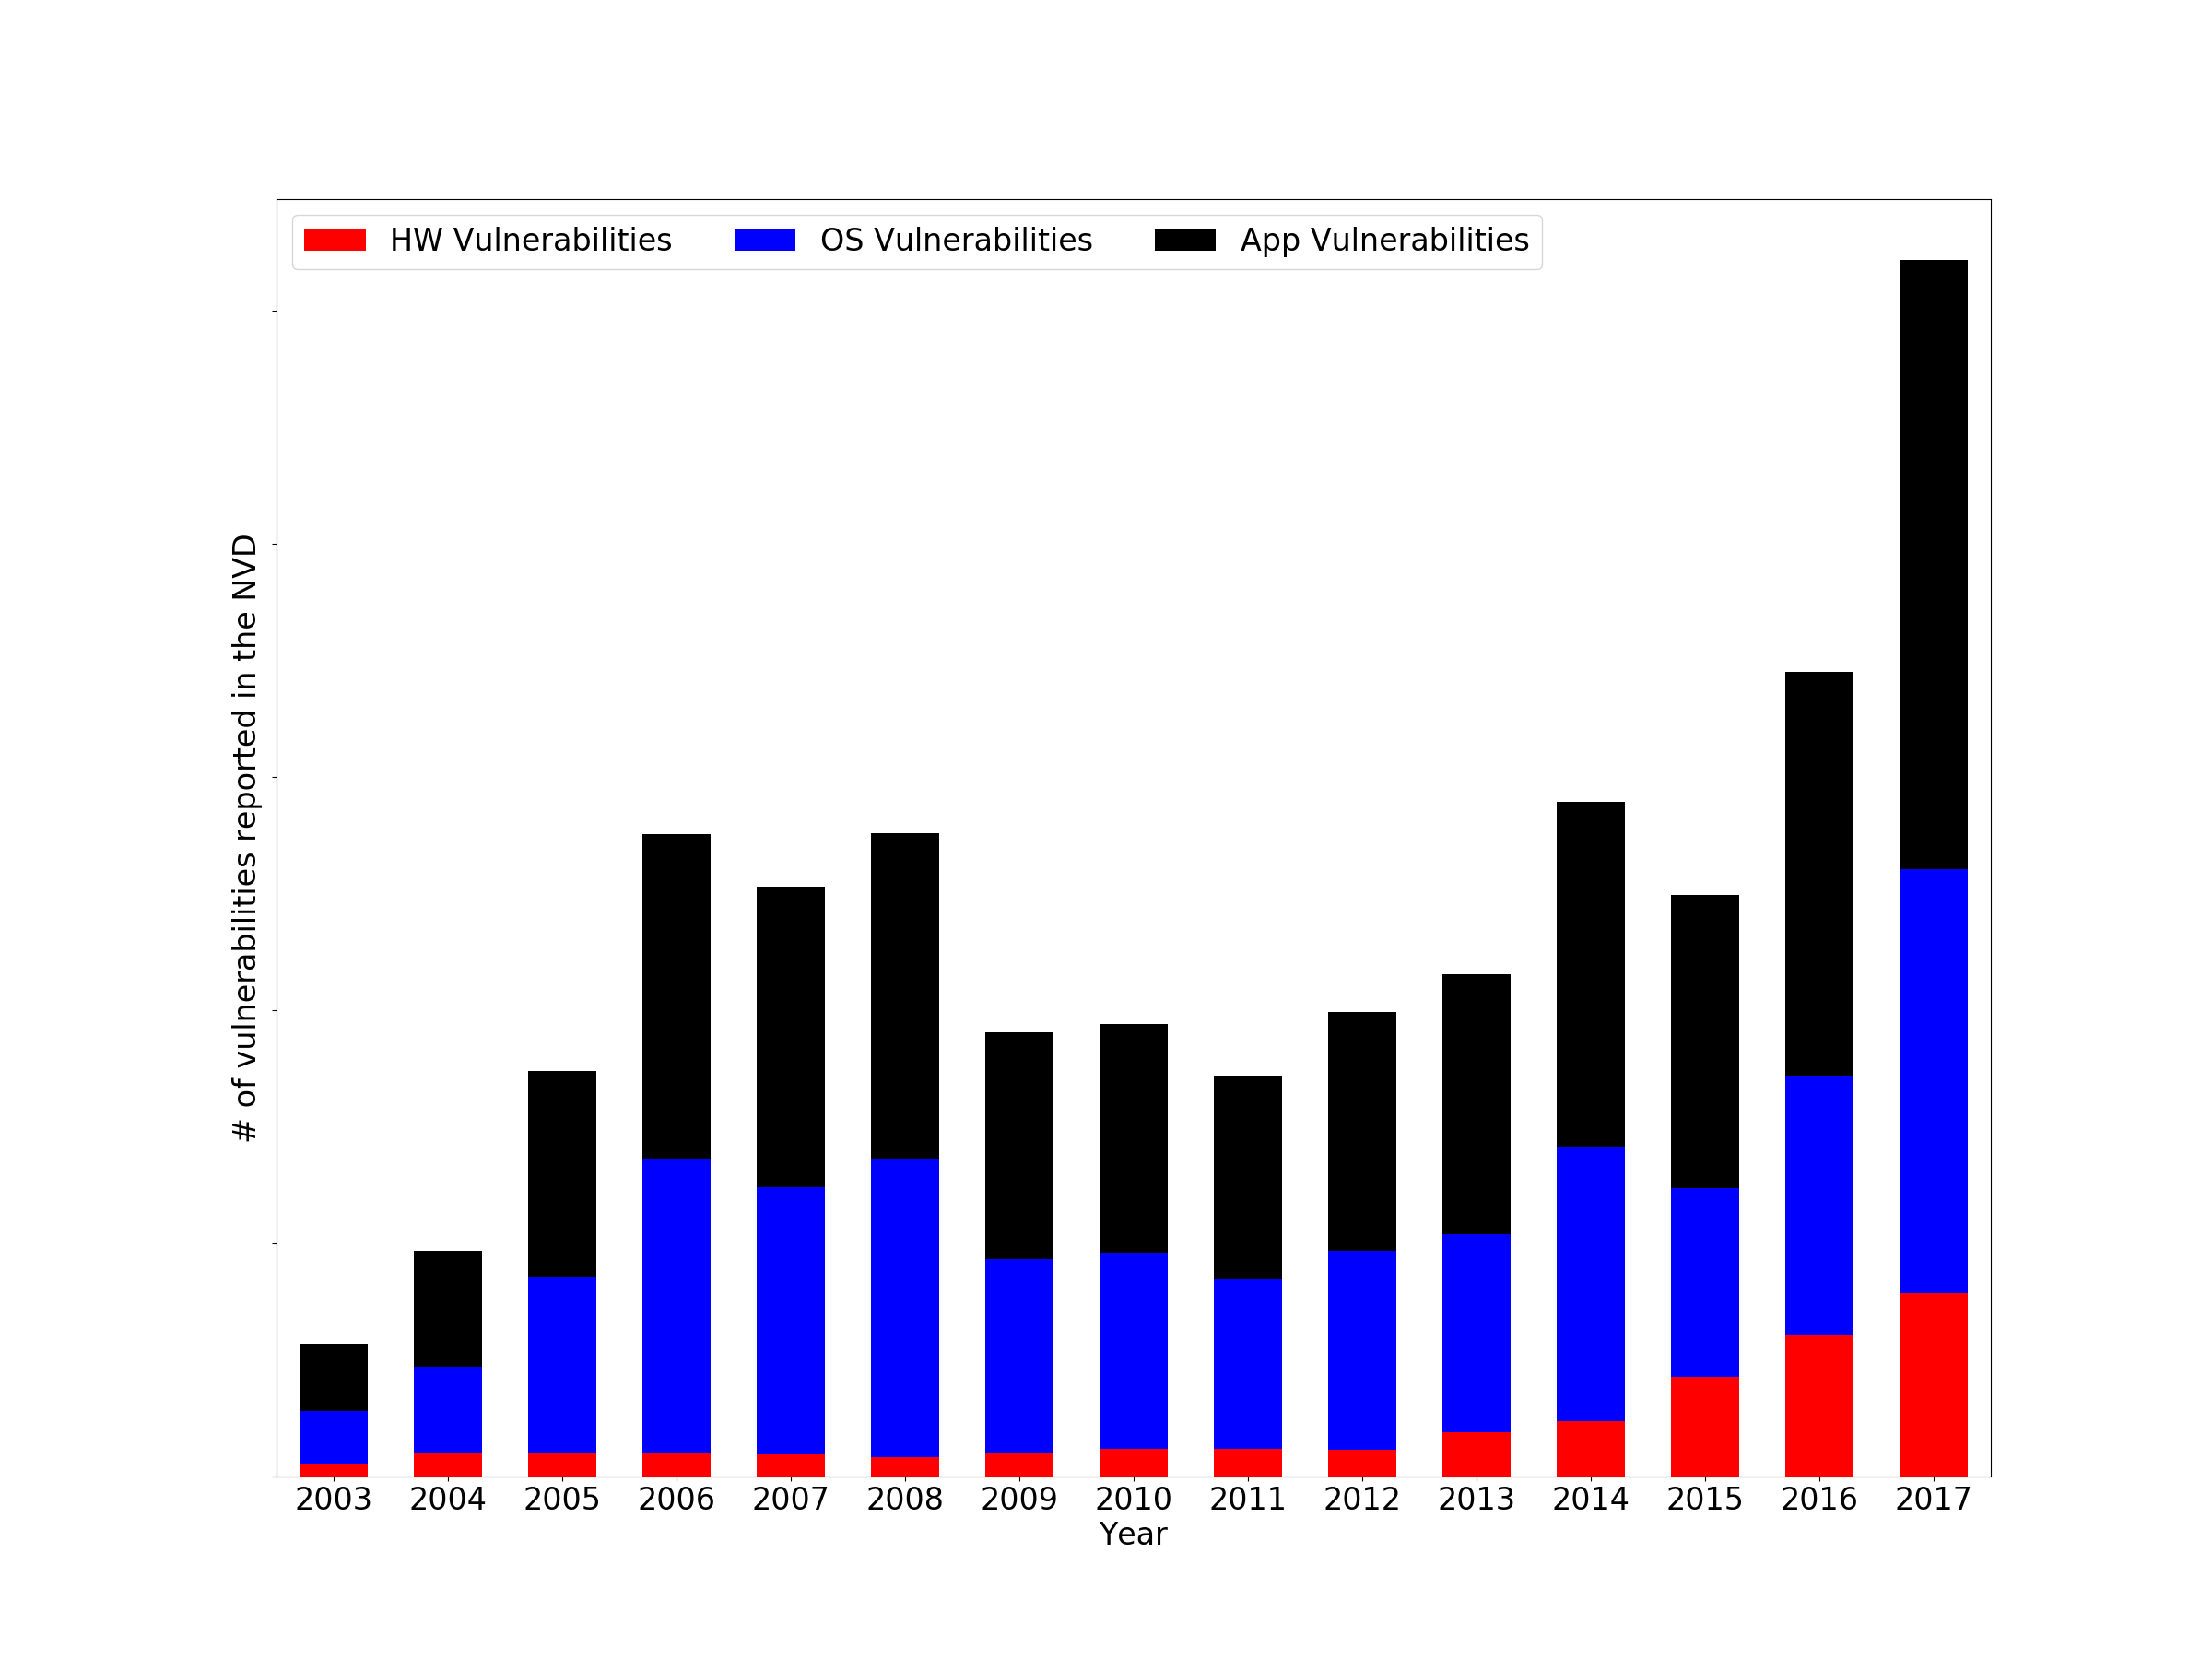 HW Vulnerabilities OS Vulnerabilities App Vulnerabilities
# of vulnerabilities reported in the NVD
2003 2004 2005 2006 2007 2008 2009 2010 2011 2012 2013 2014 2015 2016 2017
Year